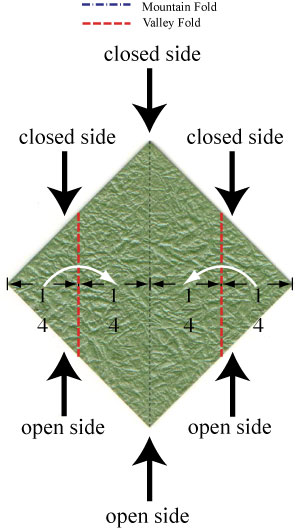 Mountain Fold
Valley Fold
closed side
closed side closed side
1 1 1 1
4 4 4 4
open side open side
open side